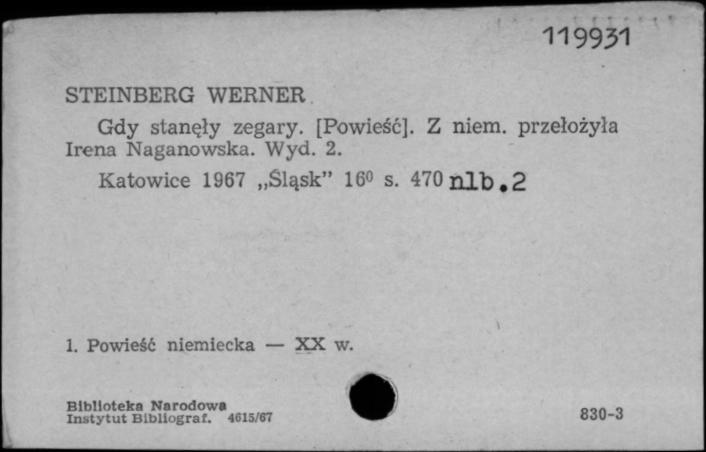 119931
STEINBERG WERNER
Gdy stanęły zegary. [Powieść]. Z niem. przełożyła
Irena Naganowska. Wyd. 2.
Katowice 1967 „Śląsk” 16⁰ s. 470 nlb.2
1. Powieść niemiecka — XX w.
Biblioteka Narodowa
Instytut Bibliograf. 4615/67
830-3